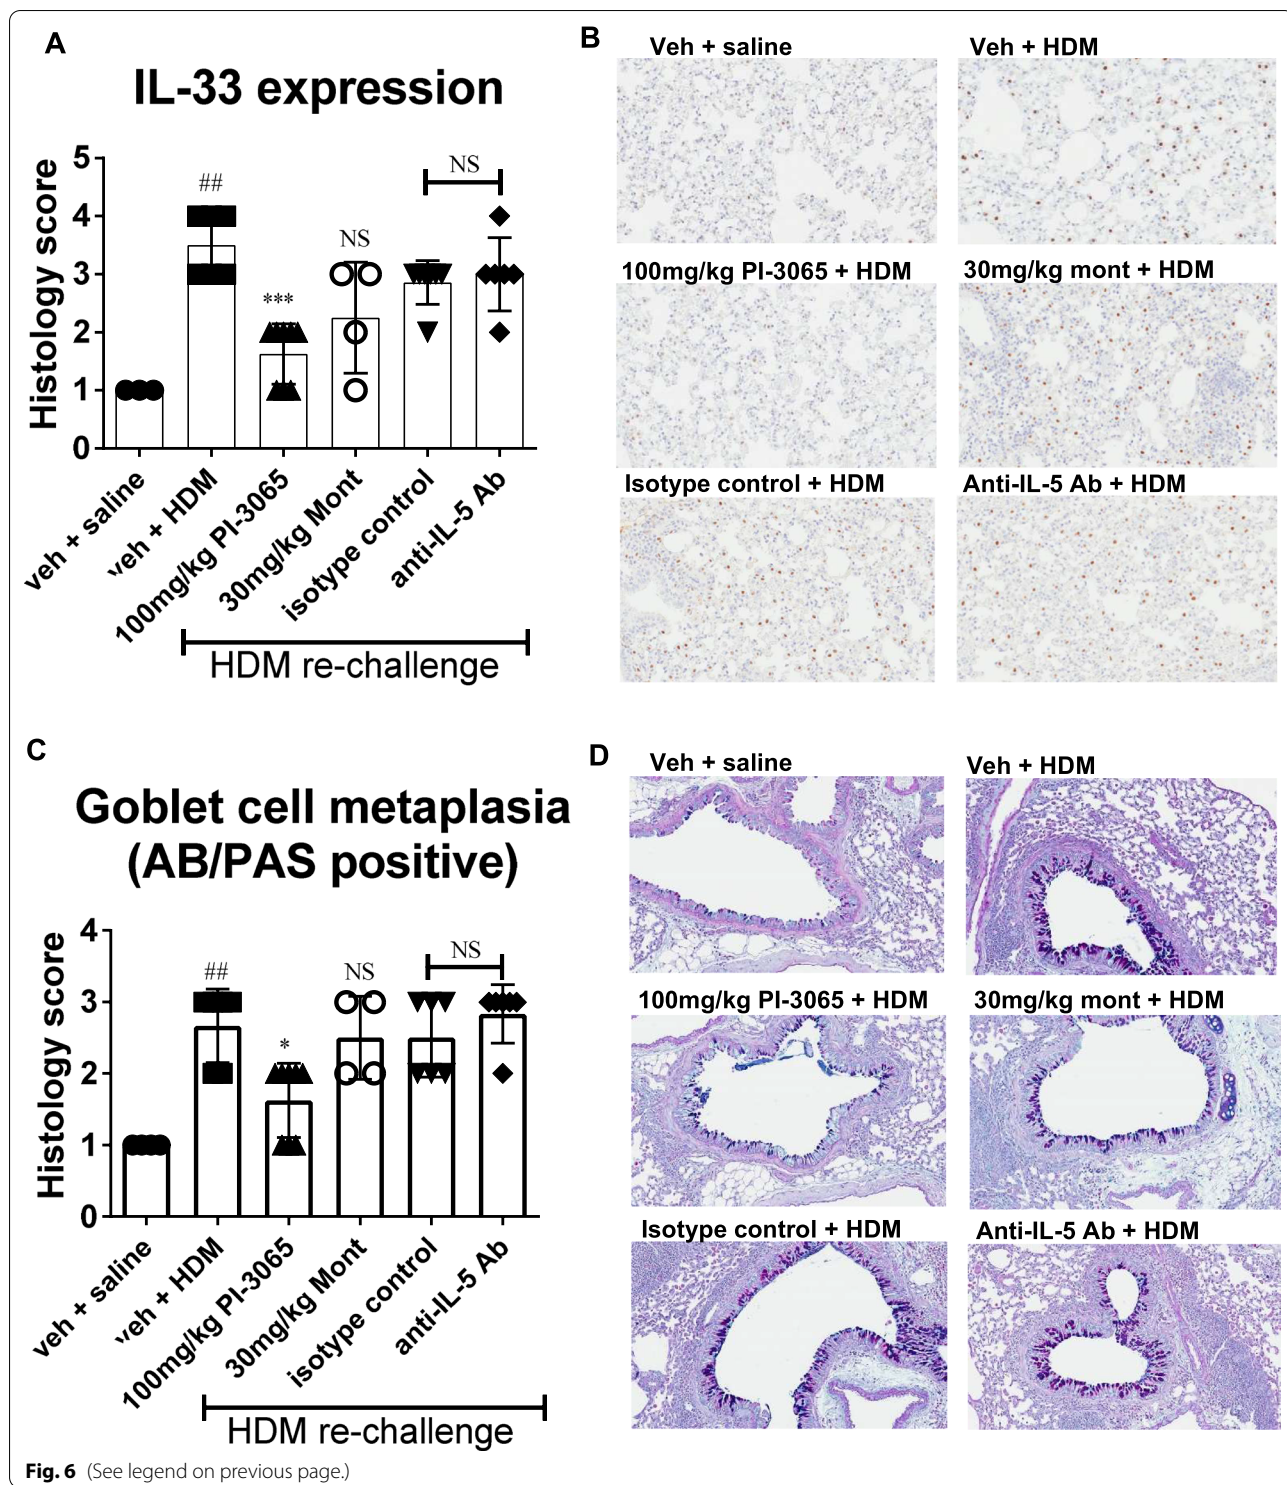 A
IL-33 expression
Histology score
5
4
3
2
1
0
##
***
NS
NS
veh + saline
veh + HDM
100mg/kg PI-3065
30mg/kg Mont
isotype control
anti-IL-5 Ab
HDM re-challenge
B
Veh + saline
Veh + HDM
100mg/kg PI-3065 + HDM
30mg/kg mont + HDM
Isotype control + HDM
Anti-IL-5 Ab + HDM
C
Goblet cell metaplasia
(AB/PAS positive)
Histology score
4
3
2
1
0
##
*
NS
NS
veh + saline
veh + HDM
100mg/kg PI-3065
30mg/kg Mont
isotype control
anti-IL-5 Ab
HDM re-challenge
D
Veh + saline
Veh + HDM
100mg/kg PI-3065 + HDM
30mg/kg mont + HDM
Isotype control + HDM
Anti-IL-5 Ab + HDM
Fig. 6 (See legend on previous page.)